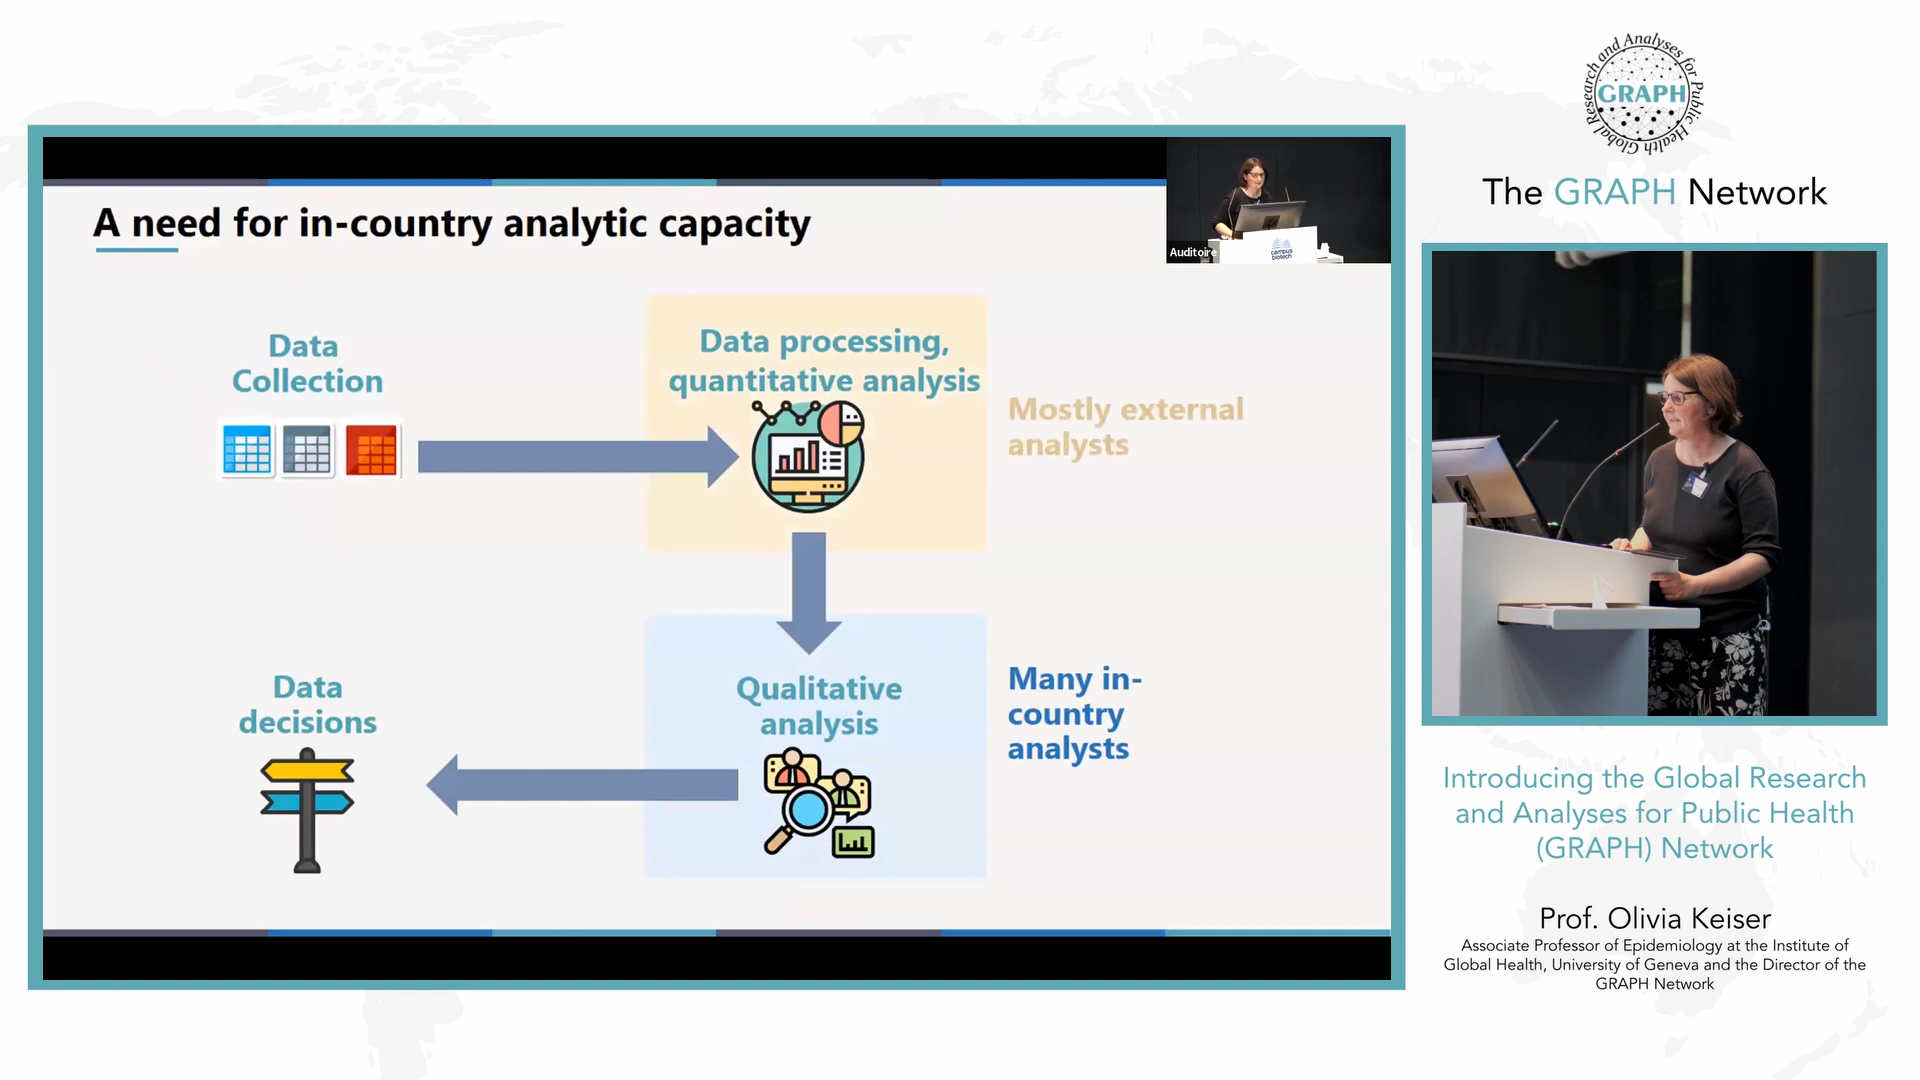 A need for in-country analytic capacity
Auditoire
campus
biotech
Data
Collection
Data processing,
quantitative analysis
Mostly external
analysts
Data
decisions
Qualitative
analysis
Many in-
country
analysts
Global Research and Analyses for Public Health
GRAPH
The GRAPH Network
Introducing the Global Research
and Analyses for Public Health
(GRAPH) Network
Prof. Olivia Keiser
Associate Professor of Epidemiology at the Institute of
Global Health, University of Geneva and the Director of the
GRAPH Network